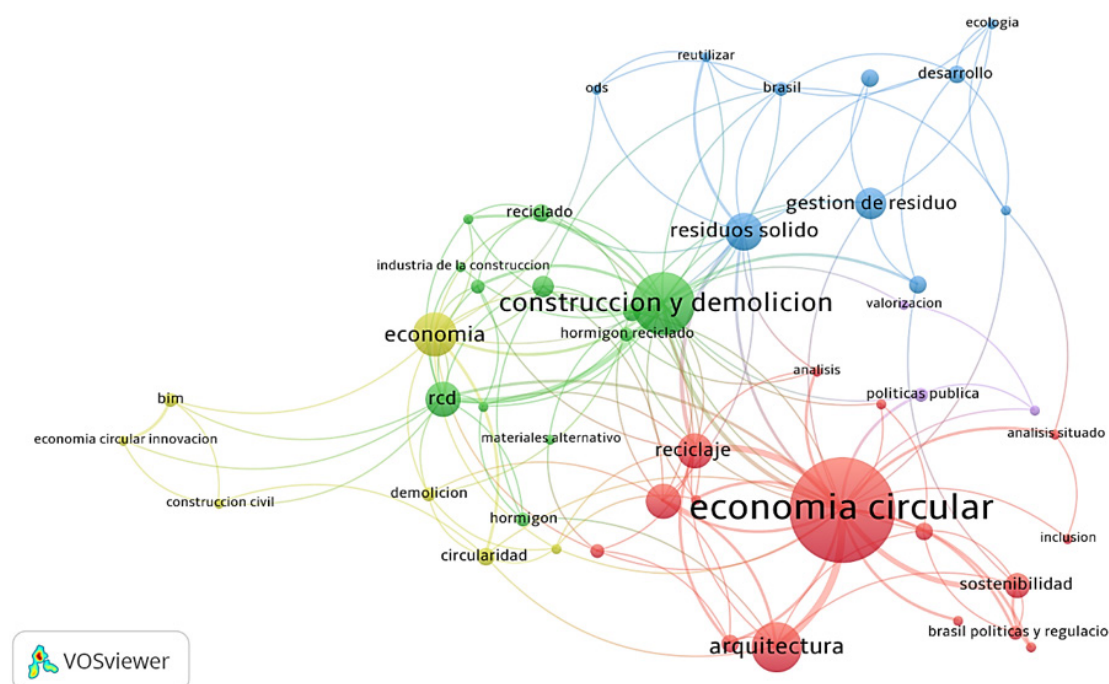 ecologia
reutilizar
desarrollo
ods
brasil
gestion de residuo
reciclado
residuos solido
industria de la construccion
construccion y demolicion
valorizacion
economia
hormigon reciclado
analisis
bim
rcd
politicas publica
economia circular innovacion
materiales alternativo
analisis situado
reciclaje
demolicion
construccion civil
economia circular
hormigon
inclusion
circularidad
sostenibilidad
brasil politicas y regulacio
arquitectura
VOSviewer